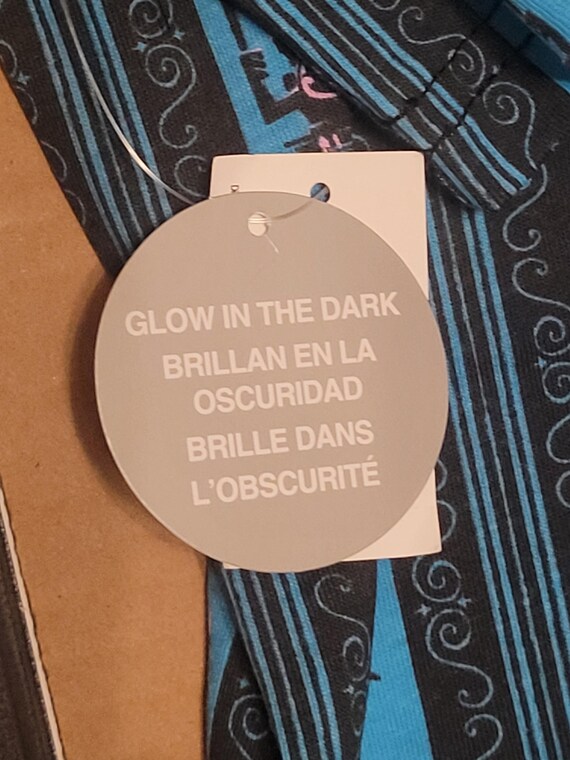 GLOW IN THE DARK
BRILLAN EN LA
OSCURIDAD
BRILLE DANS
L'OBSCURITÉ